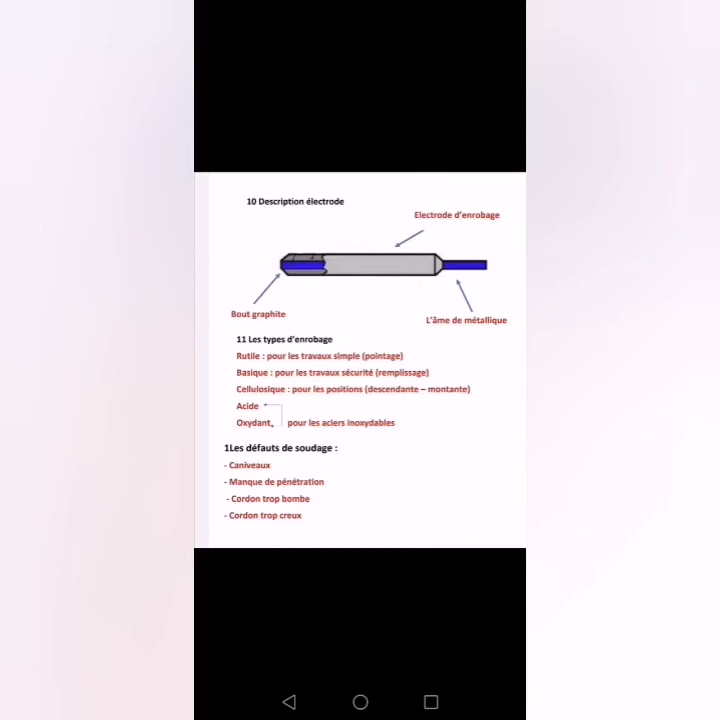 10 Description électrode
Electrode d'enrobage
Bout graphite
L'âme de métallique
11 Les types d'enrobage
Rutile : pour les travaux simple (pointage)
Basique : pour les travaux sécurité (remplissage)
Cellulosique : pour les positions (descendante – montante)
Acide
Oxydant, pour les aciers inoxydables
1Les défauts de soudage :
- Caniveaux
- Manque de pénétration
- Cordon trop bombe
- Cordon trop creux